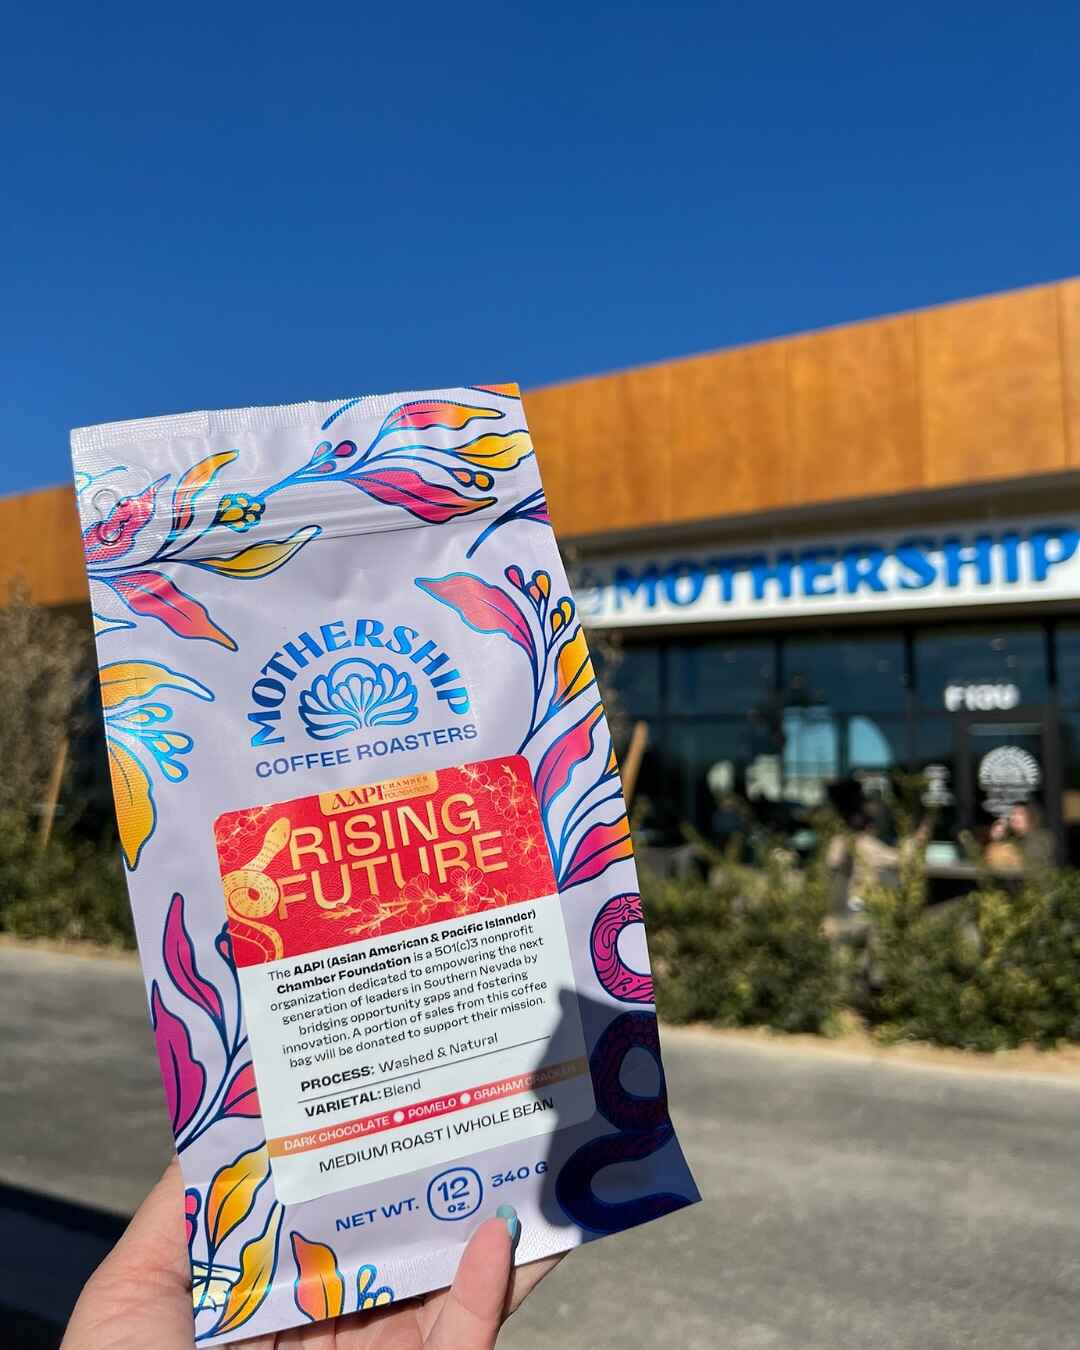 MOTHERSHIP
COFFEE ROASTERS
AAPI CHAMBER
FOUNDATION
RISING
FUTURE
The AAPI (Asian American & Pacific Islander)
Chamber Foundation is a 501(c)3 nonprofit
organization dedicated to empowering the next
generation of leaders in Southern Nevada by
bridging opportunity gaps and fostering
innovation. A portion of sales from this coffee
bag will be donated to support their mission.
PROCESS: Washed & Natural
VARIETAL: Blend
DARK CHOCOLATE POMELO GRAHAM CRACKER
MEDIUM ROAST | WHOLE BEAN
NET WT. 12 OZ. 340 G
MOTHERSHIP
F130